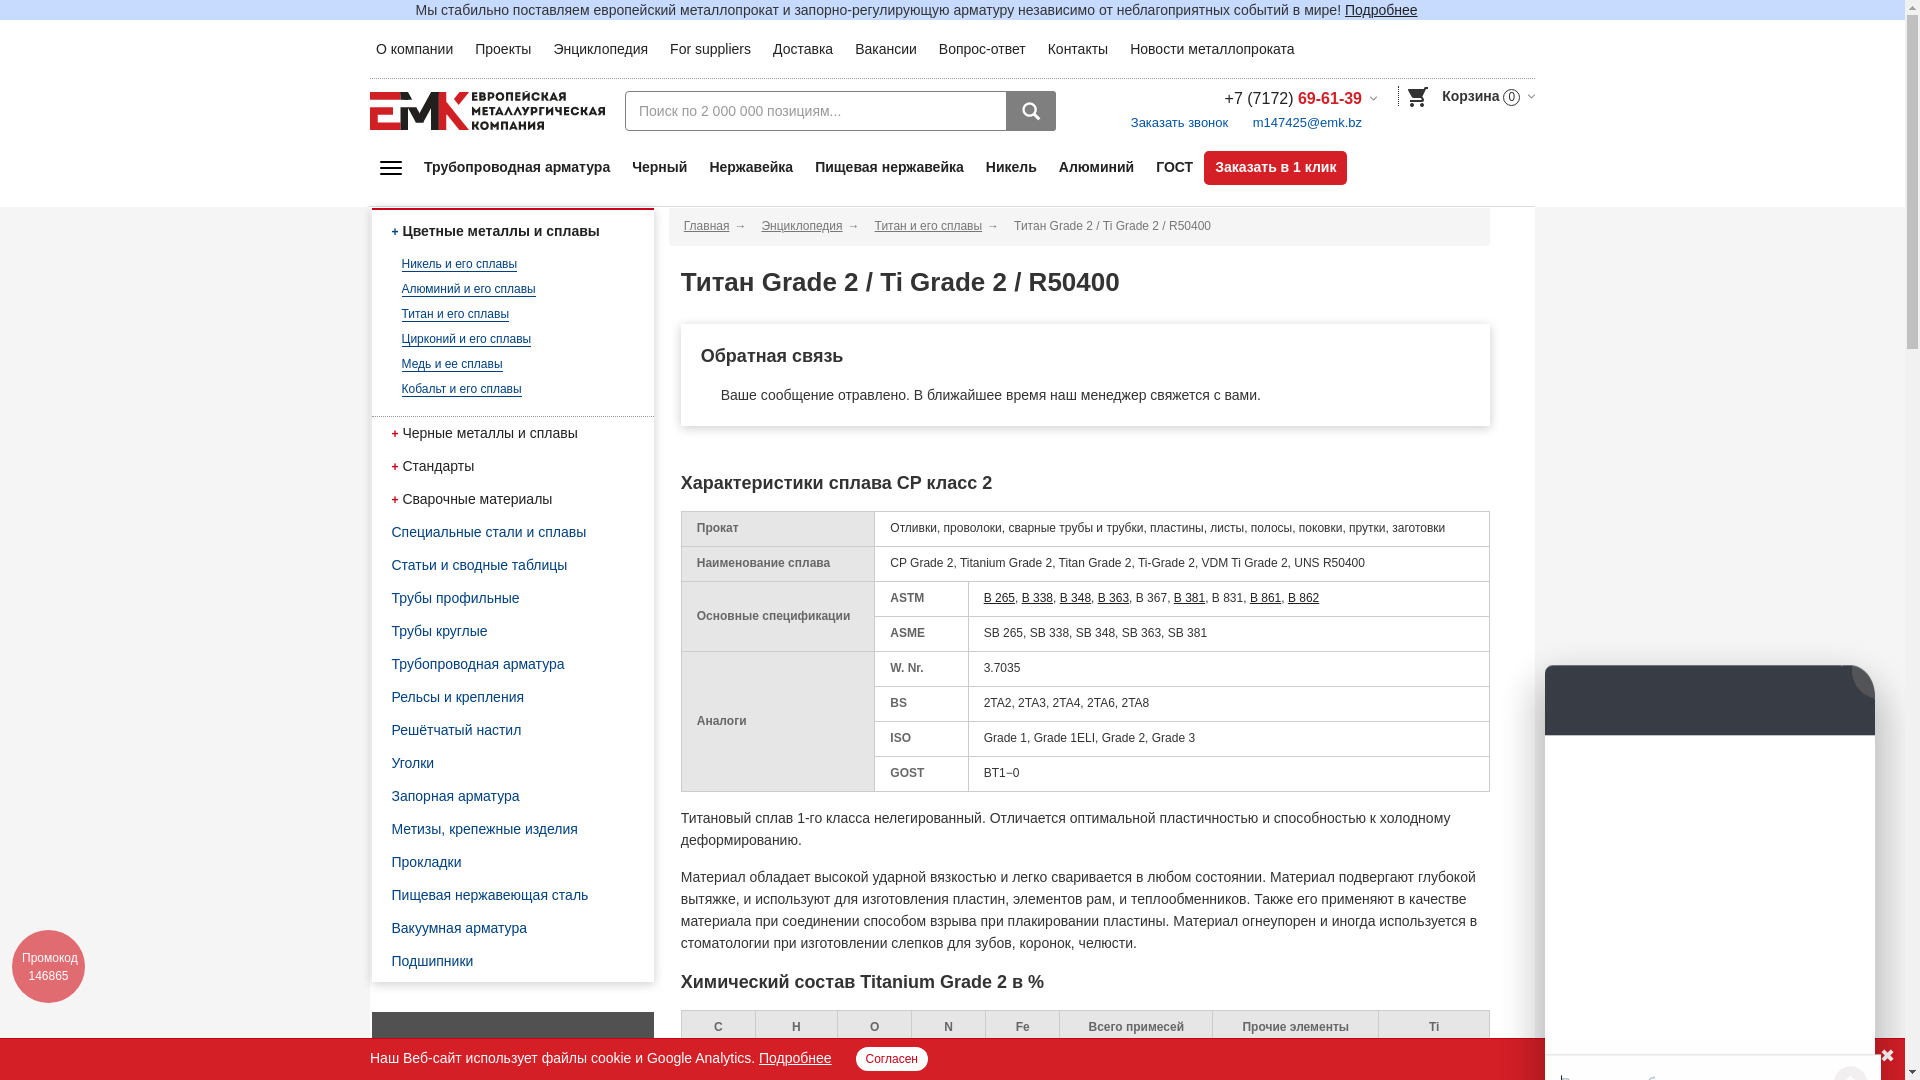 Мы стабильно поставляем европейский металлопрокат и запорно-регулирующую арматуру независимо от неблагоприятных событий в мире! Подробнее
О компании Проекты Энциклопедия For suppliers Доставка Вакансии Вопрос-ответ Контакты Новости металлопроката
ЕМК ЕВРОПЕЙСКАЯ МЕТАЛЛУРГИЧЕСКАЯ КОМПАНИЯ
Поиск по 2 000 000 позициям...
+7 (7172) 69-61-39
Корзина 0
Заказать звонок m147425@emk.bz
Трубопроводная арматура Черный Нержавейка Пищевая нержавейка Никель Алюминий ГОСТ Заказать в 1 клик
+ Цветные металлы и сплавы
Никель и его сплавы
Алюминий и его сплавы
Титан и его сплавы
Цирконий и его сплавы
Медь и ее сплавы
Кобальт и его сплавы
+ Черные металлы и сплавы
+ Стандарты
+ Сварочные материалы
Специальные стали и сплавы
Статьи и сводные таблицы
Трубы профильные
Трубы круглые
Трубопроводная арматура
Рельсы и крепления
Решётчатый настил
Уголки
Запорная арматура
Метизы, крепежные изделия
Прокладки
Пищевая нержавеющая сталь
Вакуумная арматура
Подшипники
Главная → Энциклопедия → Титан и его сплавы → Титан Grade 2 / Ti Grade 2 / R50400
Титан Grade 2 / Ti Grade 2 / R50400
Обратная связь
Ваше сообщение отравлено. В ближайшее время наш менеджер свяжется с вами.
Характеристики сплава CP класс 2
Прокат Отливки, проволоки, сварные трубы и трубки, пластины, листы, полосы, поковки, прутки, заготовки
Наименование сплава CP Grade 2, Titanium Grade 2, Titan Grade 2, Ti-Grade 2, VDM Ti Grade 2, UNS R50400
Основные спецификации ASTM B 265, B 338, B 348, B 363, B 367, B 381, B 831, B 861, B 862
ASME SB 265, SB 338, SB 348, SB 363, SB 381
Аналоги W. Nr. 3.7035
BS 2TA2, 2TA3, 2TA4, 2TA6, 2TA8
ISO Grade 1, Grade 1ELI, Grade 2, Grade 3
GOST ВТ1−0
Титановый сплав 1-го класса нелегированный. Отличается оптимальной пластичностью и способностью к холодному
деформированию.
Материал обладает высокой ударной вязкостью и легко сваривается в любом состоянии. Материал подвергают глубокой
вытяжке, и используют для изготовления пластин, элементов рам, и теплообменников. Также его применяют в качестве
материала при соединении способом взрыва при плакировании пластины. Материал огнеупорен и иногда используется в
стоматологии при изготовлении слепков для зубов, коронок, челюсти.
Химический состав Titanium Grade 2 в %
C H O N Fe Всего примесей Прочие элементы Ti
Промокод
146865
Наш Веб-сайт использует файлы cookie и Google Analytics. Подробнее Согласен ✖